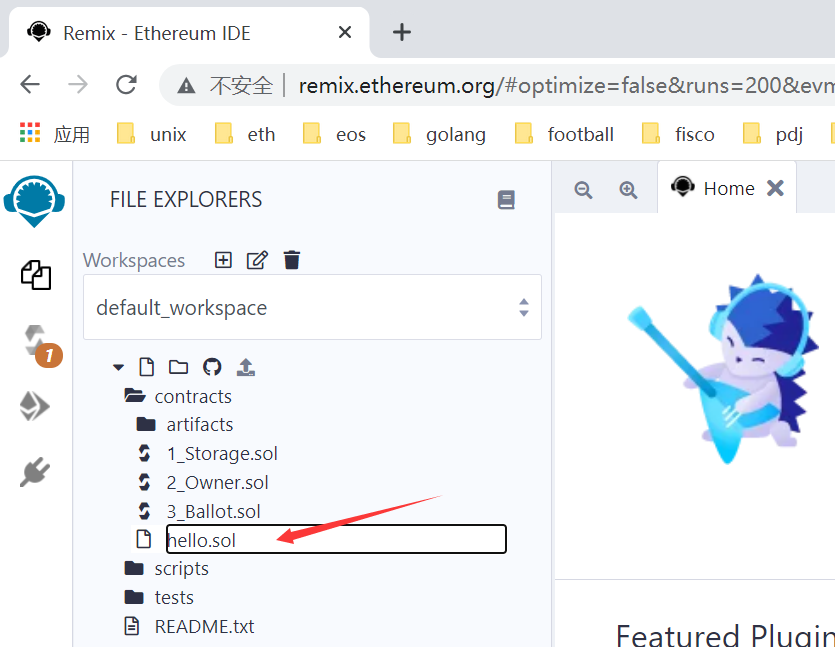 Remix - Ethereum IDE
不安全 remix.ethereum.org/#optimize=false&runs=200&evm
应用 unix eth eos golang football fisco pdj
FILE EXPLORERS
Home
Workspaces
default_workspace
1
contracts
artifacts
1_Storage.sol
2_Owner.sol
3_Ballot.sol
hello.sol
scripts
tests
README.txt
Featured Plugin